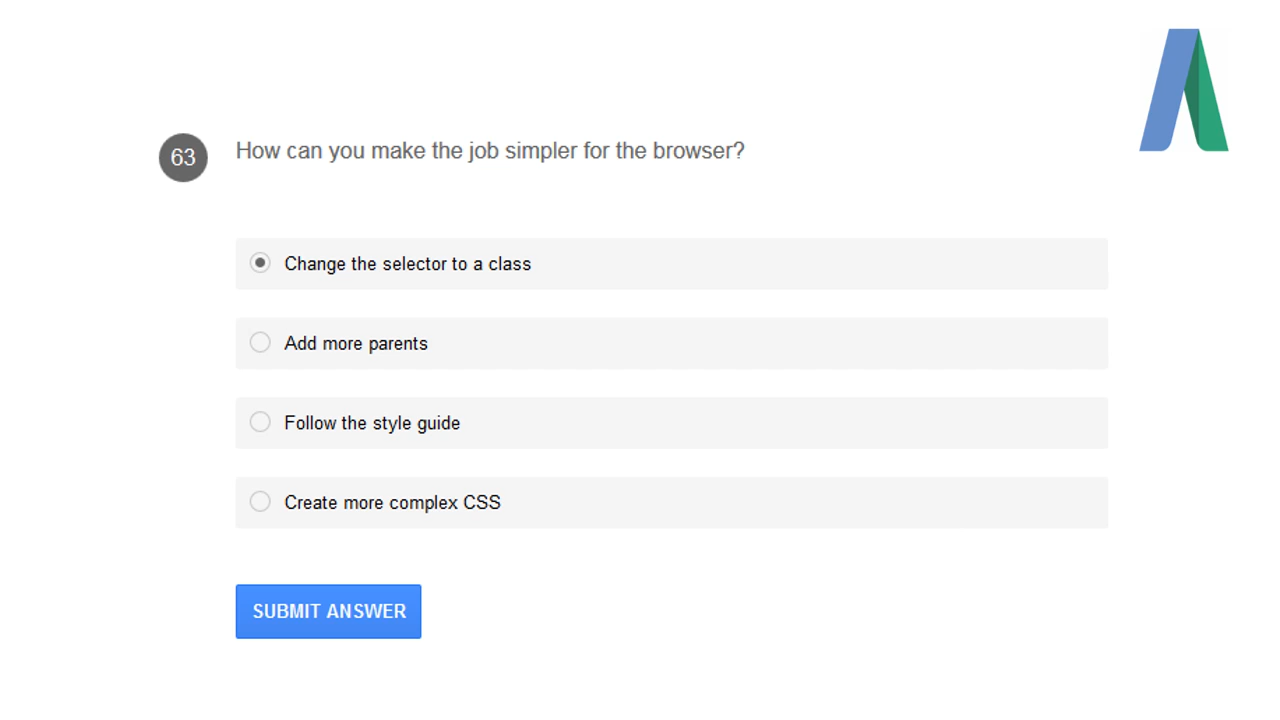 63
How can you make the job simpler for the browser?
Change the selector to a class
Add more parents
Follow the style guide
Create more complex CSS
SUBMIT ANSWER